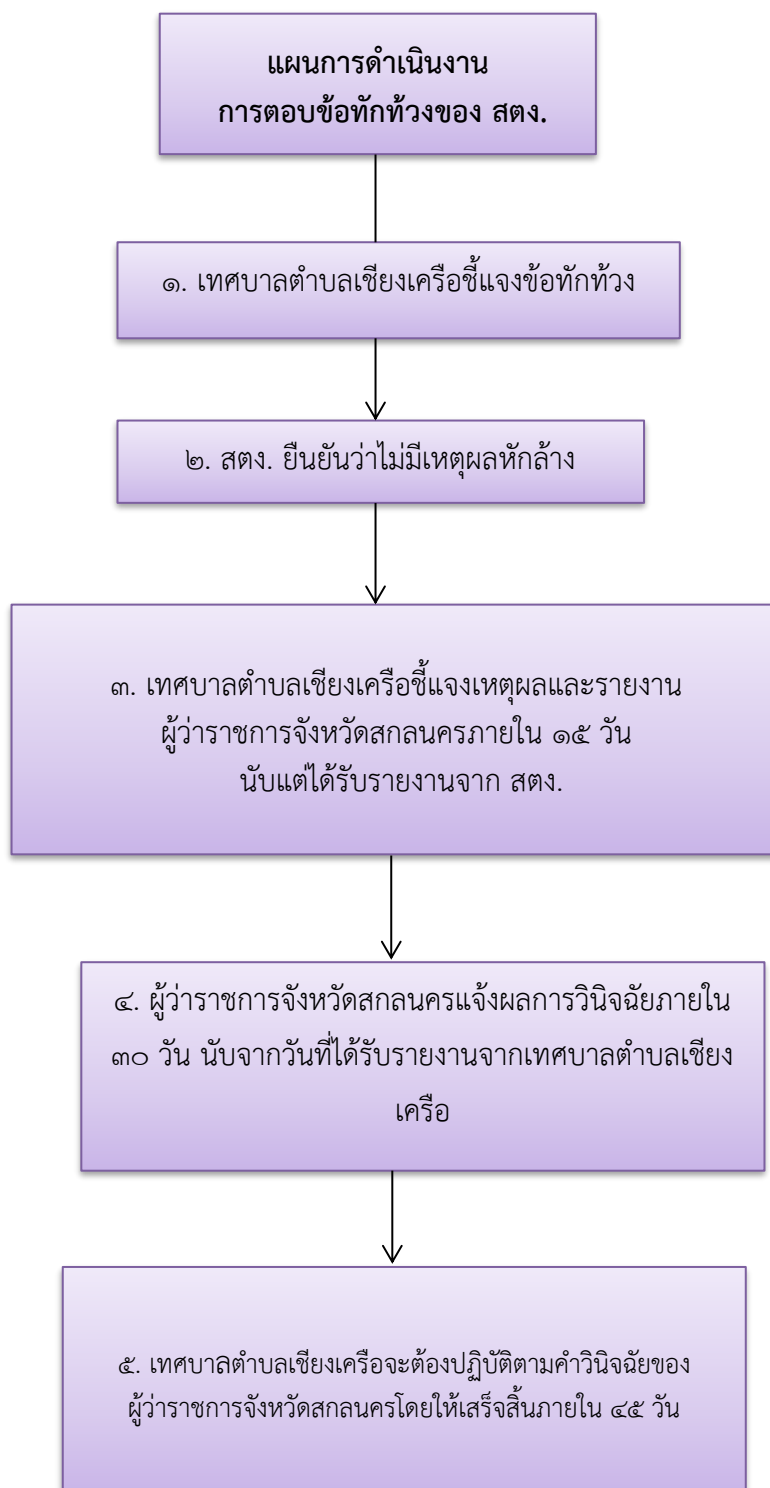 แผนการดำเนินงาน
การตอบข้อทักท้วงของ สตง.
๑. เทศบาลตำบลเชียงเครือชี้แจงข้อทักท้วง
๒. สตง. ยืนยันว่าไม่มีเหตุผลหักล้าง
๓. เทศบาลตำบลเชียงเครือชี้แจงเหตุผลและรายงาน
ผู้ว่าราชการจังหวัดสกลนครภายใน ๑๕ วัน
นับแต่ได้รับรายงานจาก สตง.
๔. ผู้ว่าราชการจังหวัดสกลนครแจ้งผลการวินิจฉัยภายใน
๓๐ วัน นับจากวันที่ได้รับรายงานจากเทศบาลตำบลเชียง
เครือ
๕. เทศบาลตำบลเชียงเครือจะต้องปฏิบัติตามคำวินิจฉัยของ
ผู้ว่าราชการจังหวัดสกลนครโดยให้เสร็จสิ้นภายใน ๔๕ วัน